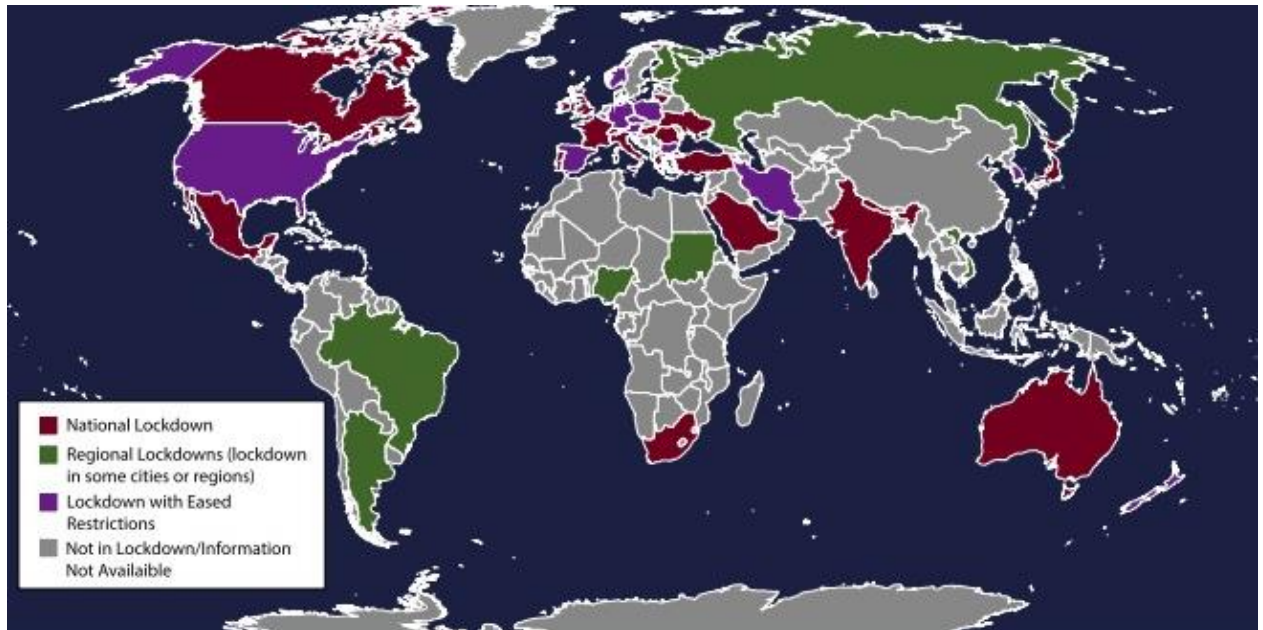 National Lockdown
Regional Lockdowns (lockdown
in some cities or regions)
Lockdown with Eased
Restrictions
Not in Lockdown/Information
Not Availaible